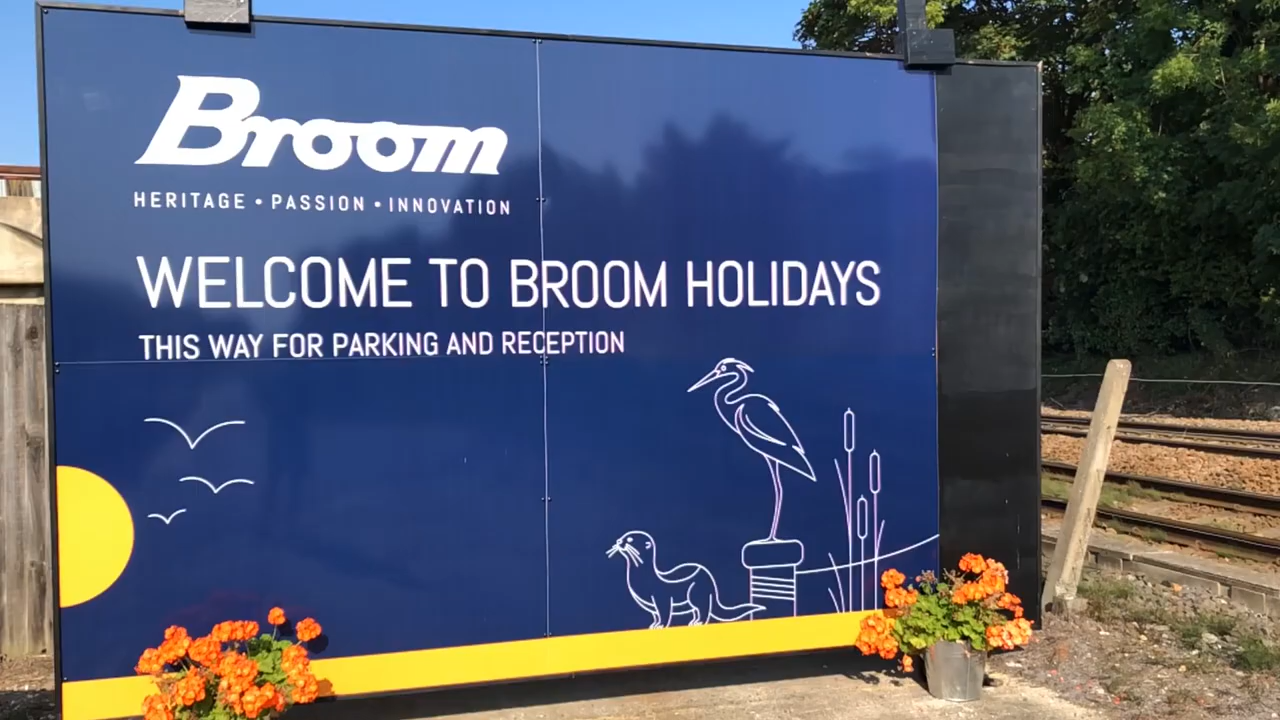 Broom
HERITAGE • PASSION • INNOVATION
WELCOME TO BROOM HOLIDAYS
THIS WAY FOR PARKING AND RECEPTION